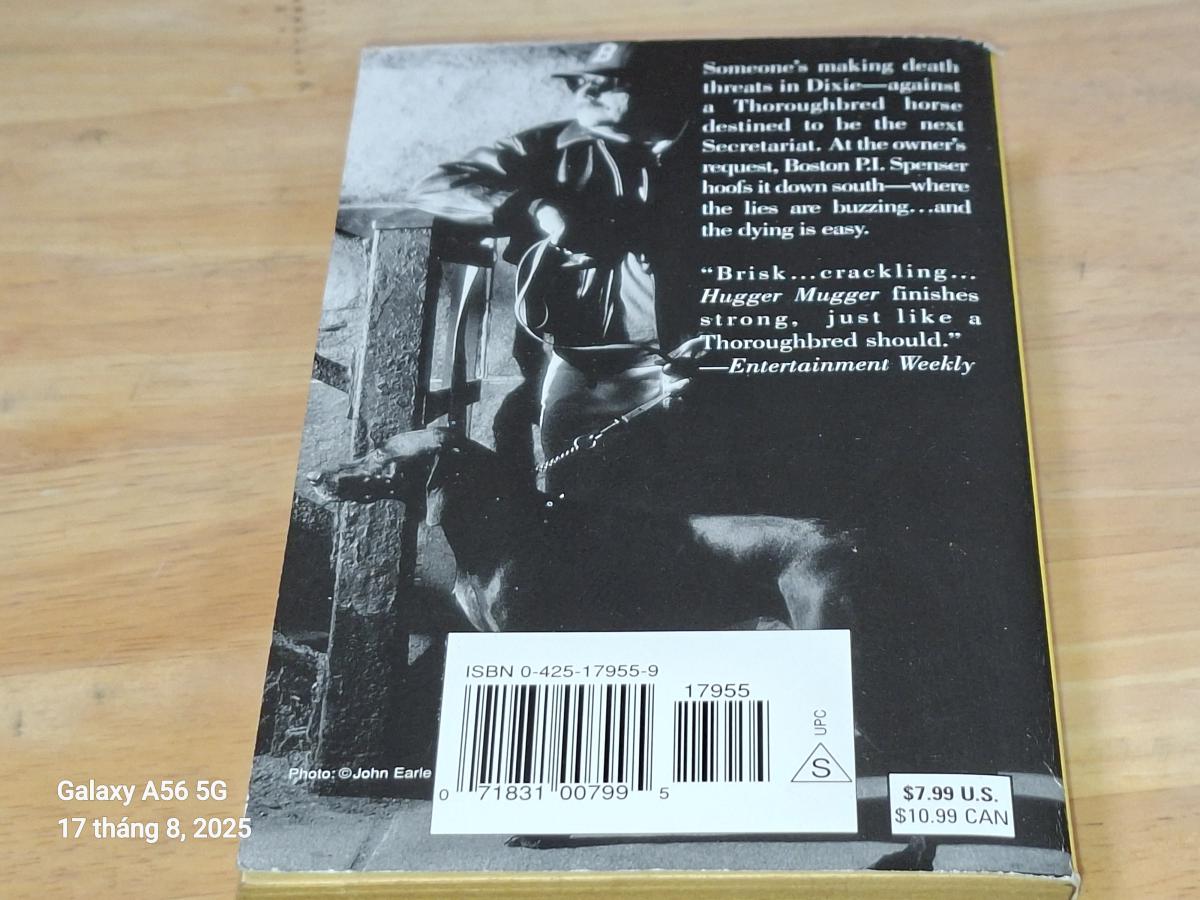 B
Someone's making death
threats in Dixie—against
a Thoroughbred horse
destined to be the next
Secretariat. At the owner's
request, Boston P.I. Spenser
hoofs it down south—where
the lies are buzzing...and
the dying is easy.
"Brisk...crackling...
Hugger Mugger finishes
strong, just like a
Thoroughbred should."
—Entertainment Weekly
ISBN 0-425-17955-9
17955
0 71831 00799 5
UPC
S
Photo: ©John Earle
$7.99 U.S.
$10.99 CAN
Galaxy A56 5G
17 tháng 8, 2025